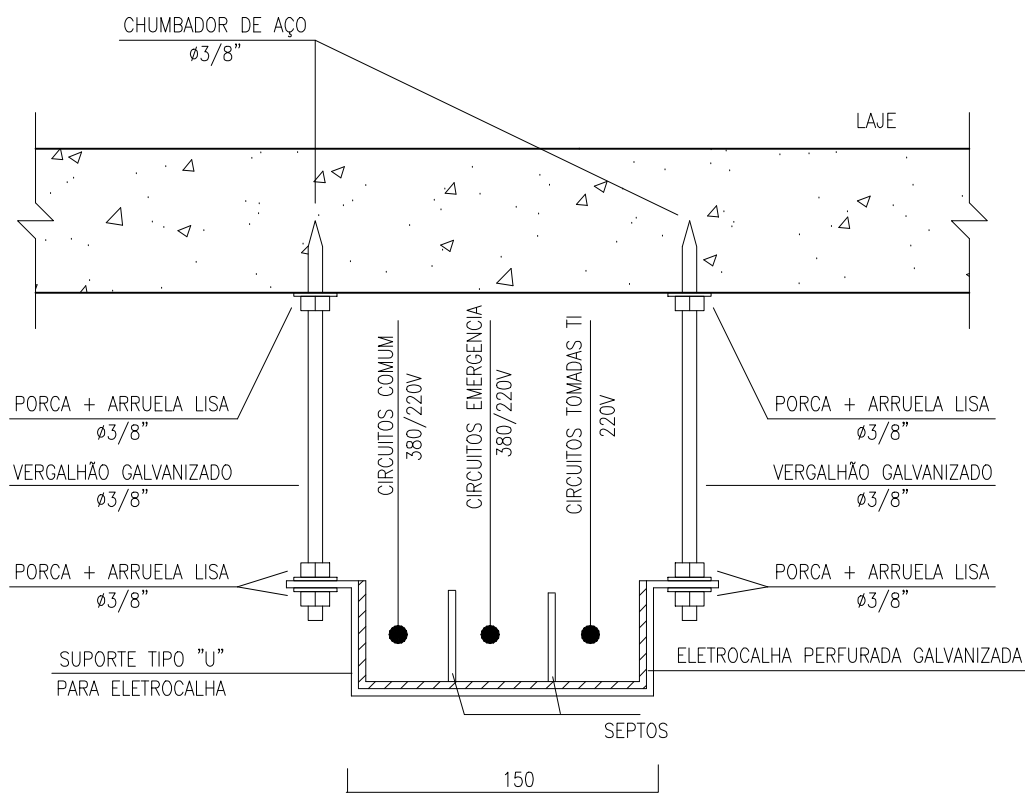 CHUMBADOR DE AÇO
ø3/8”
LAJE
CIRCUITOS COMUM
380/220V
CIRCUITOS EMERGENCIA
380/220V
CIRCUITOS TOMADAS TI
220V
PORCA + ARRUELA LISA
ø3/8”
PORCA + ARRUELA LISA
ø3/8”
VERGALHÃO GALVANIZADO
ø3/8”
VERGALHÃO GALVANIZADO
ø3/8”
PORCA + ARRUELA LISA
ø3/8”
PORCA + ARRUELA LISA
ø3/8”
SUPORTE TIPO "U"
PARA ELETROCALHA
ELETROCALHA PERFURADA GALVANIZADA
SEPTOS
150